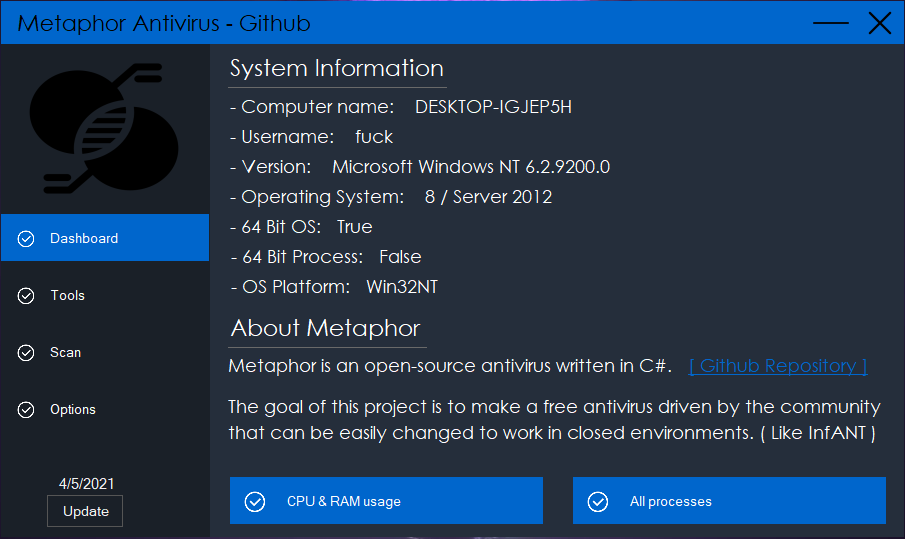 Metaphor Antivirus - Github
System Information
- Computer name: DESKTOP-IGJEP5H
- Username: fuck
- Version: Microsoft Windows NT 6.2.9200.0
- Operating System: 8 / Server 2012
- 64 Bit OS: True
- 64 Bit Process: False
- OS Platform: Win32NT
About Metaphor
Metaphor is an open-source antivirus written in C#. [ Github Repository ]
The goal of this project is to make a free antivirus driven by the community
that can be easily changed to work in closed environments. ( Like InfANT )
CPU & RAM usage
All processes
Dashboard
Tools
Scan
Options
4/5/2021
Update